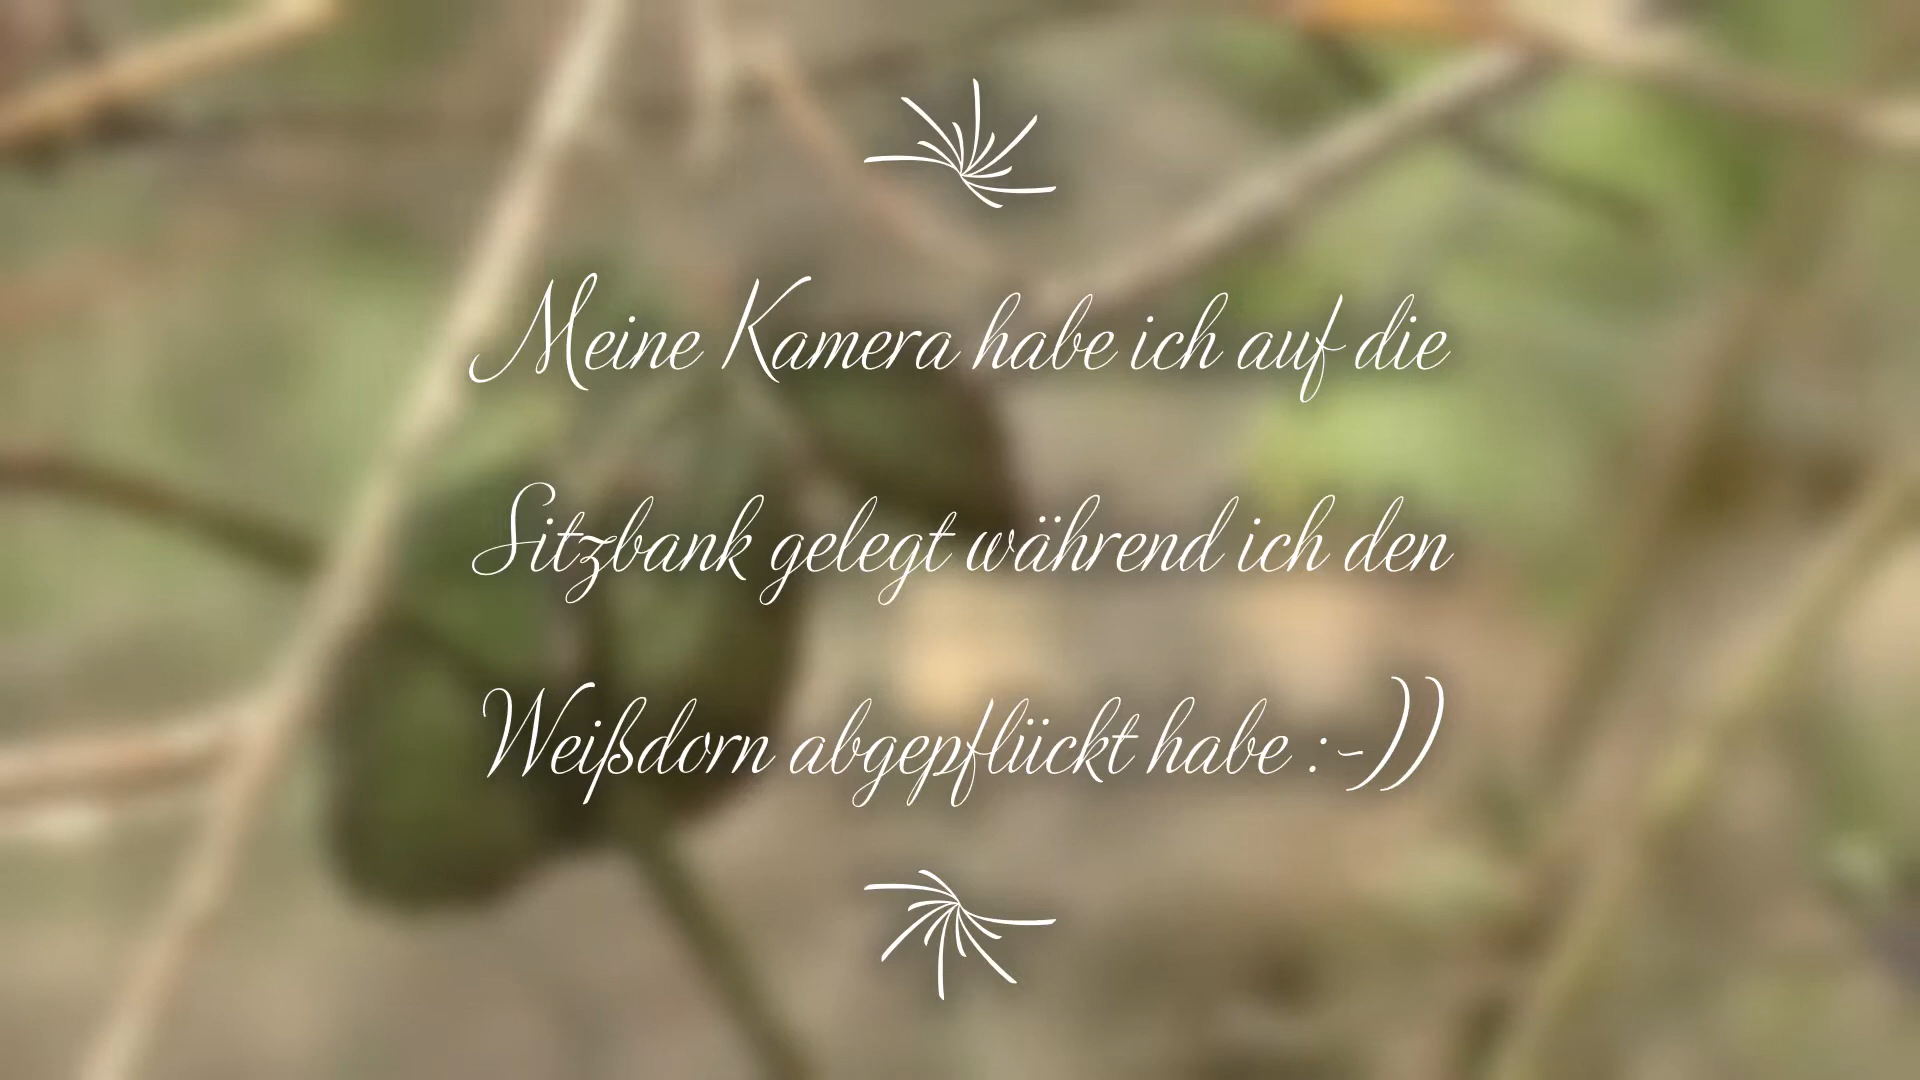 Meine Kamera habe ich auf die
Sitzbank gelegt während ich den
Weißdorn abgepflückt habe :-))